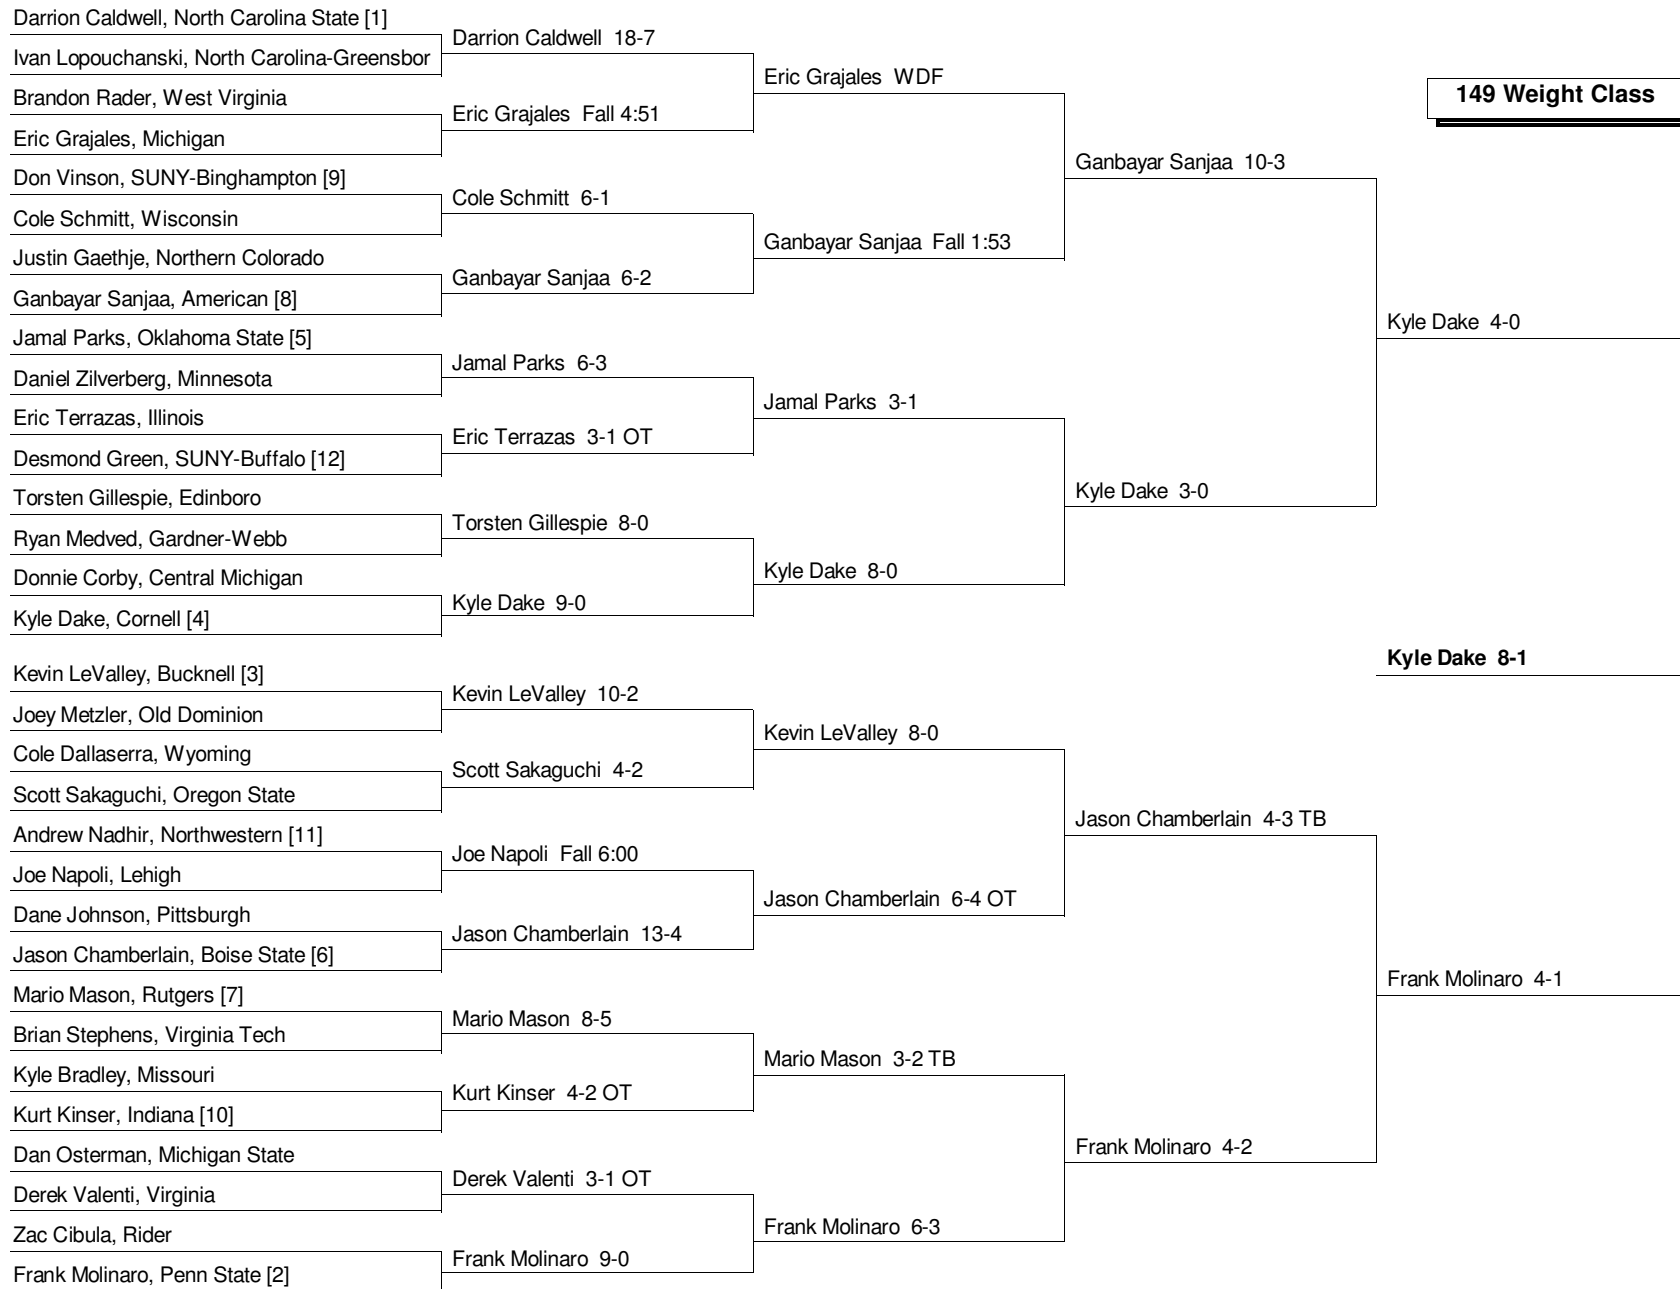 Darrion Caldwell, North Carolina State [1]
Ivan Lopouchanski, North Carolina-Greensbor
Brandon Rader, West Virginia
Eric Grajales, Michigan
Don Vinson, SUNY-Binghampton [9]
Cole Schmitt, Wisconsin
Justin Gaethje, Northern Colorado
Ganbayar Sanjaa, American [8]
Jamal Parks, Oklahoma State [5]
Daniel Zilverberg, Minnesota
Eric Terrazas, Illinois
Desmond Green, SUNY-Buffalo [12]
Torsten Gillespie, Edinboro
Ryan Medved, Gardner-Webb
Donnie Corby, Central Michigan
Kyle Dake, Cornell [4]
Kevin LeValley, Bucknell [3]
Joey Metzler, Old Dominion
Cole Dallaserra, Wyoming
Scott Sakaguchi, Oregon State
Andrew Nadhir, Northwestern [11]
Joe Napoli, Lehigh
Dane Johnson, Pittsburgh
Jason Chamberlain, Boise State [6]
Mario Mason, Rutgers [7]
Brian Stephens, Virginia Tech
Kyle Bradley, Missouri
Kurt Kinser, Indiana [10]
Dan Osterman, Michigan State
Derek Valenti, Virginia
Zac Cibula, Rider
Frank Molinaro, Penn State [2]
Darrion Caldwell 18-7
Eric Grajales Fall 4:51
Cole Schmitt 6-1
Ganbayar Sanjaa 6-2
Jamal Parks 6-3
Eric Terrazas 3-1 OT
Torsten Gillespie 8-0
Kyle Dake 9-0
Kevin LeValley 10-2
Scott Sakaguchi 4-2
Joe Napoli Fall 6:00
Jason Chamberlain 13-4
Mario Mason 8-5
Kurt Kinser 4-2 OT
Derek Valenti 3-1 OT
Frank Molinaro 9-0
Eric Grajales WDF
Ganbayar Sanjaa Fall 1:53
Jamal Parks 3-1
Kyle Dake 8-0
Kevin LeValley 8-0
Jason Chamberlain 6-4 OT
Mario Mason 3-2 TB
Frank Molinaro 6-3
Ganbayar Sanjaa 10-3
Kyle Dake 3-0
Jason Chamberlain 4-3 TB
Frank Molinaro 4-2
149 Weight Class
Kyle Dake 4-0
Kyle Dake 8-1
Frank Molinaro 4-1